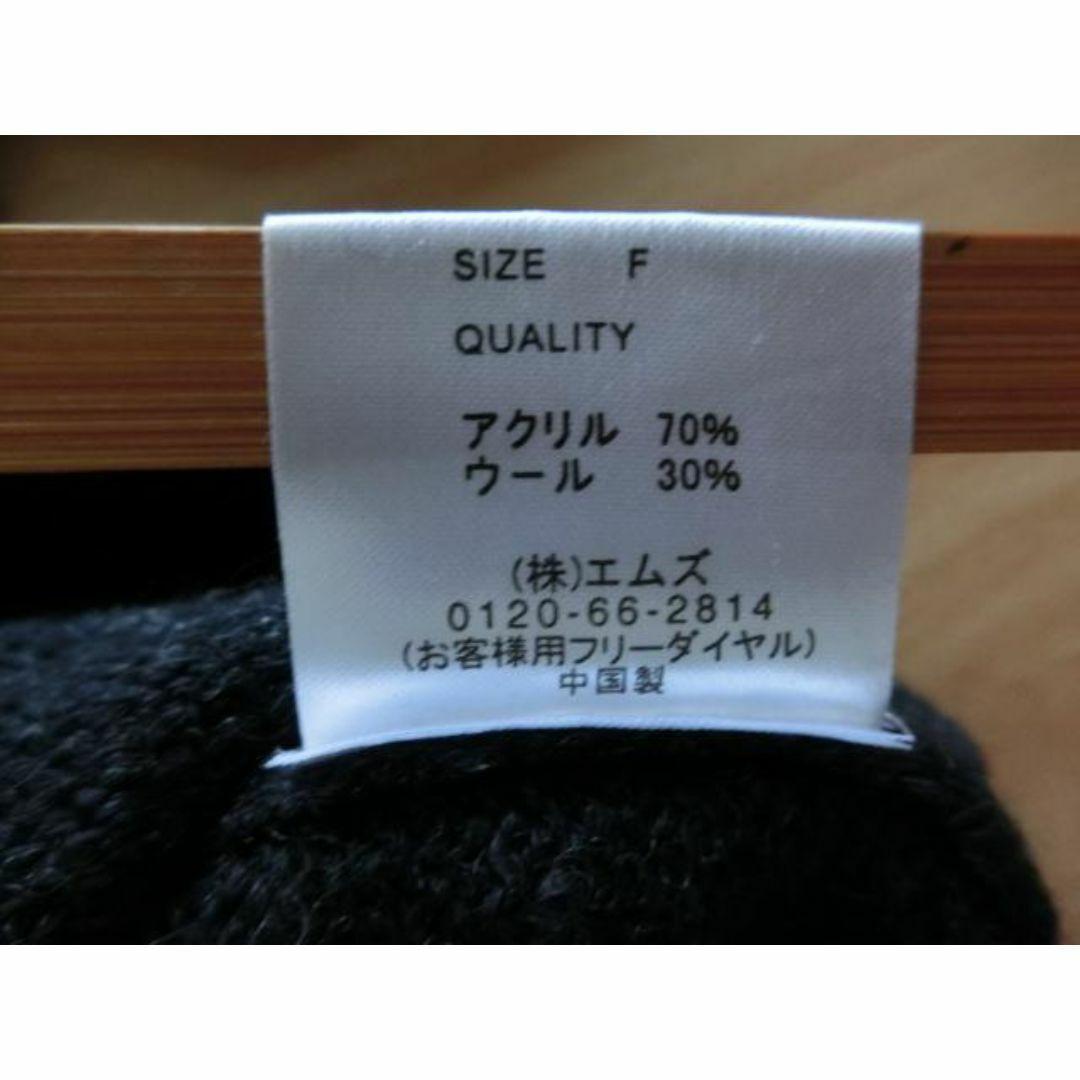 SIZE F
QUALITY
アクリル 70%
ウール 30%
(株)エムズ
0120-66-2814
(お客様用フリーダイヤル)
中国製